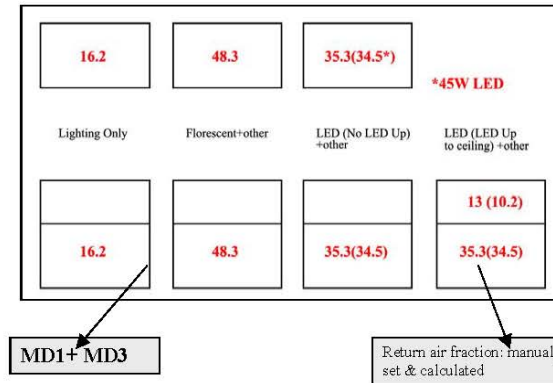 16.2
48.3
35.3(34.5*)
*45W LED
Lighting Only
Florescent+other
LED (No LED Up)
+other
LED (LED Up
to ceiling) +other
13 (10.2)
16.2
48.3
35.3(34.5)
35.3(34.5)
MD1+ MD3
Return air fraction: manual
set & calculated